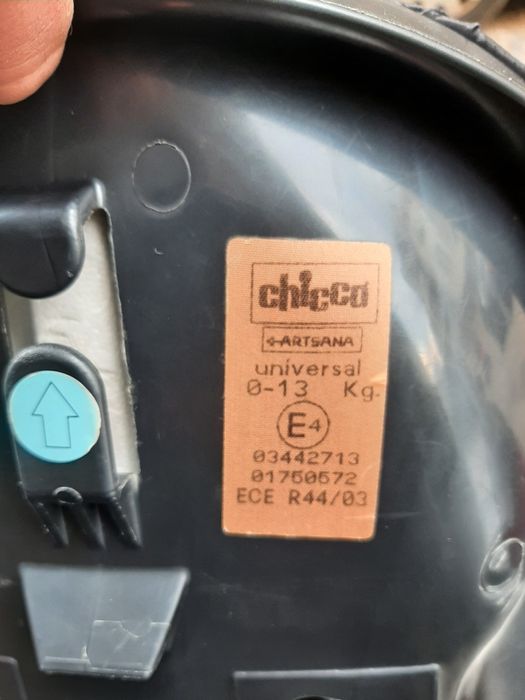 chicco
ARTSANA
universal
0-13 Kg.
E4
03442713
01750572
ECE R44/03